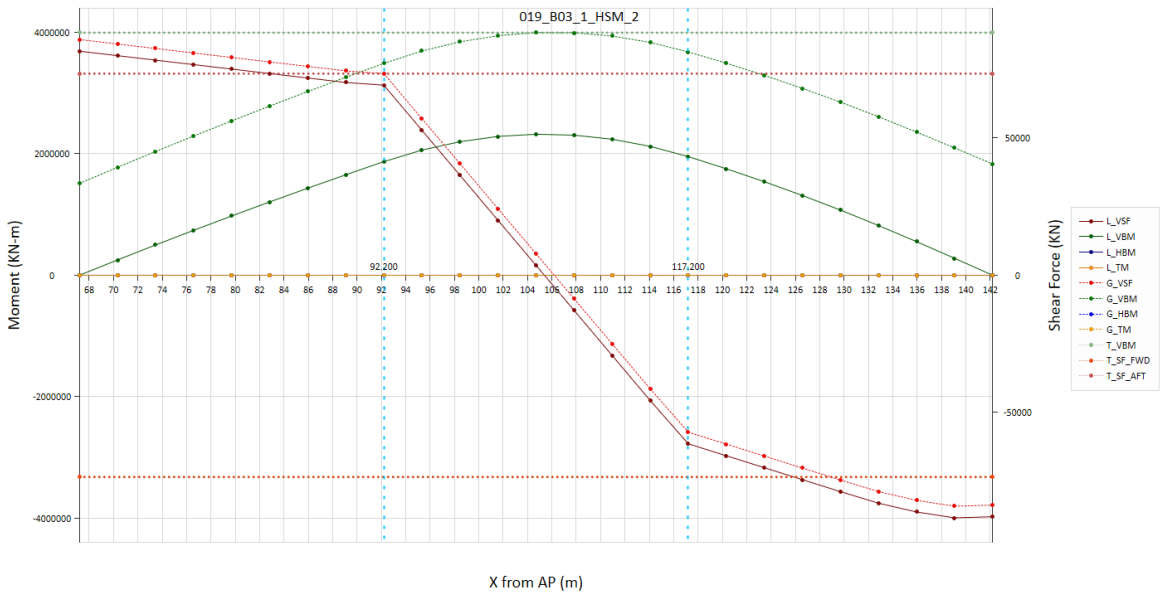 019_B03_1_HSM_2
4000000
2000000
0
-2000000
-4000000
Moment (KN-m)
92.200
117.200
68 70 72 74 76 78 80 82 84 86 88 90 92 94 96 98 100 102 104 106 108 110 112 114 116 118 120 122 124 126 128 130 132 134 136 138 140 142
50000
0
-50000
Shear Force (KN)
L_VSF
L_VBM
L_HBM
L_TM
G_VSF
G_VBM
G_HBM
G_TM
T_VBM
T_SF_FWD
T_SF_AFT
X from AP (m)